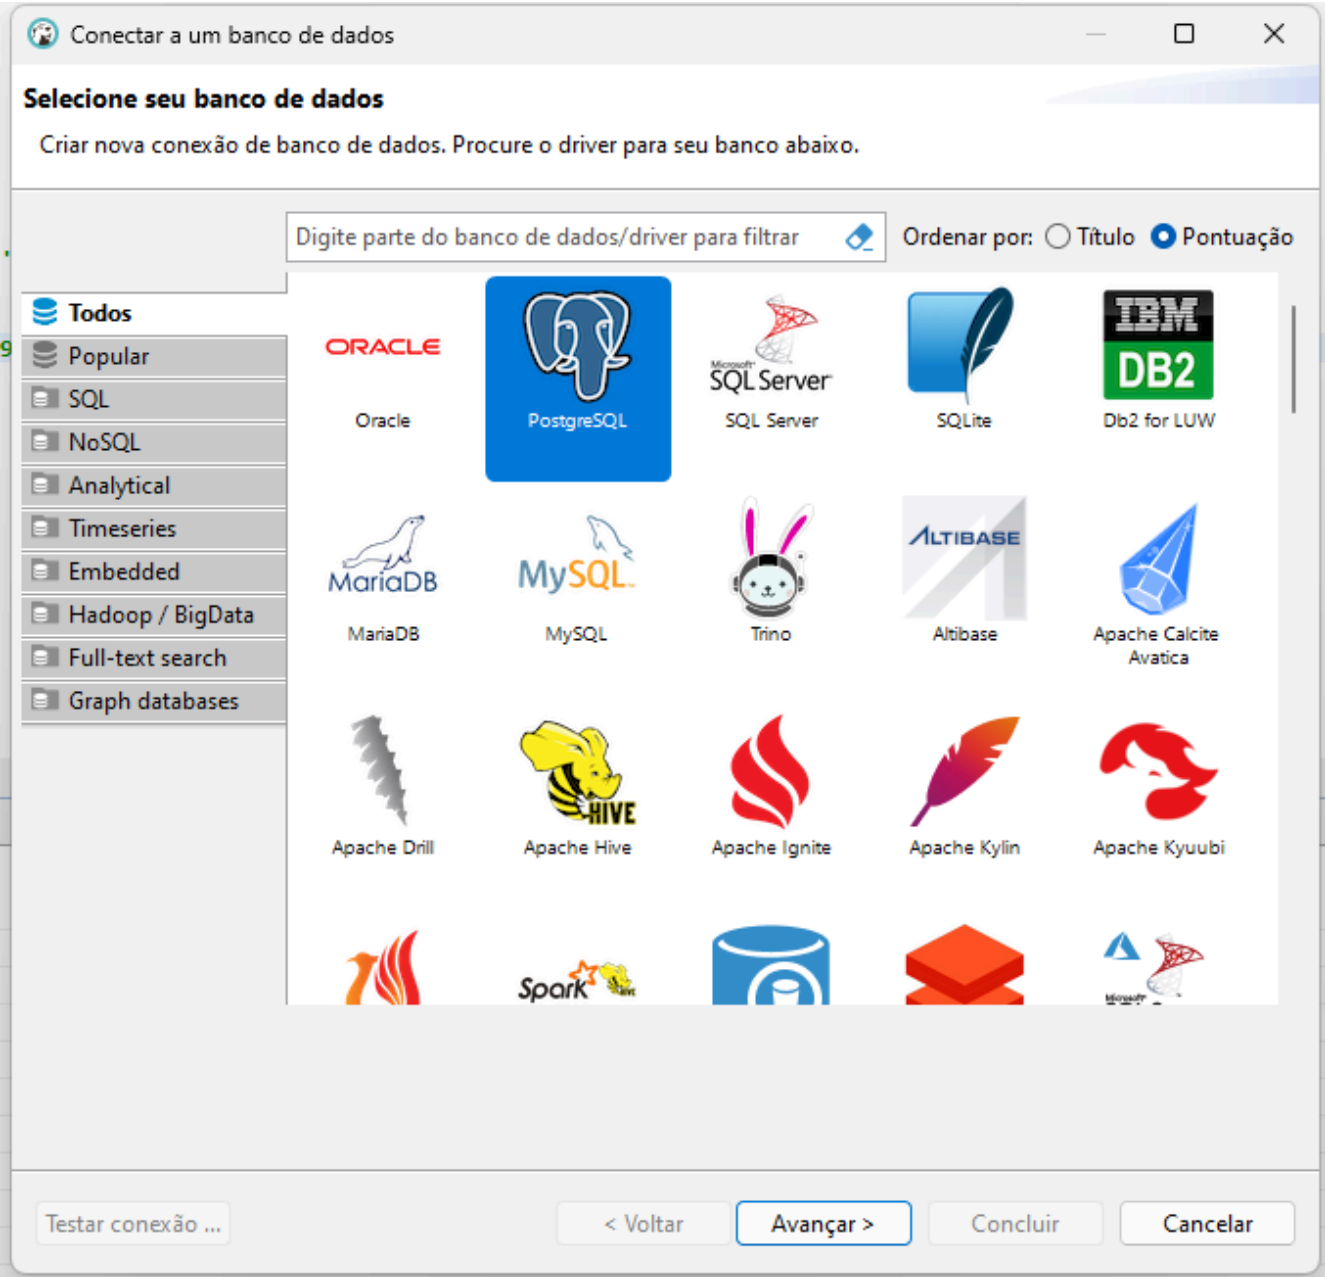 Conectar a um banco de dados
Selecione seu banco de dados
Criar nova conexão de banco de dados. Procure o driver para seu banco abaixo.
Digite parte do banco de dados/driver para filtrar
Ordenar por: Título Pontuação
Todos
Popular
SQL
NoSQL
Analytical
Timeseries
Embedded
Hadoop / BigData
Full-text search
Graph databases
ORACLE
Microsoft
SQL Server
IBM
DB2
Oracle PostgreSQL SQL Server SQLite Db2 for LUW
MariaDB
MySQL
ALTIBASE
MariaDB MySQL Trino Altibase Apache Calcite
Avatica
HIVE
Apache Drill Apache Hive Apache Ignite Apache Kylin Apache Kyuubi
Spark
HIVE
Microsoft
Testar conexão ... < Voltar Avançar > Concluir Cancelar